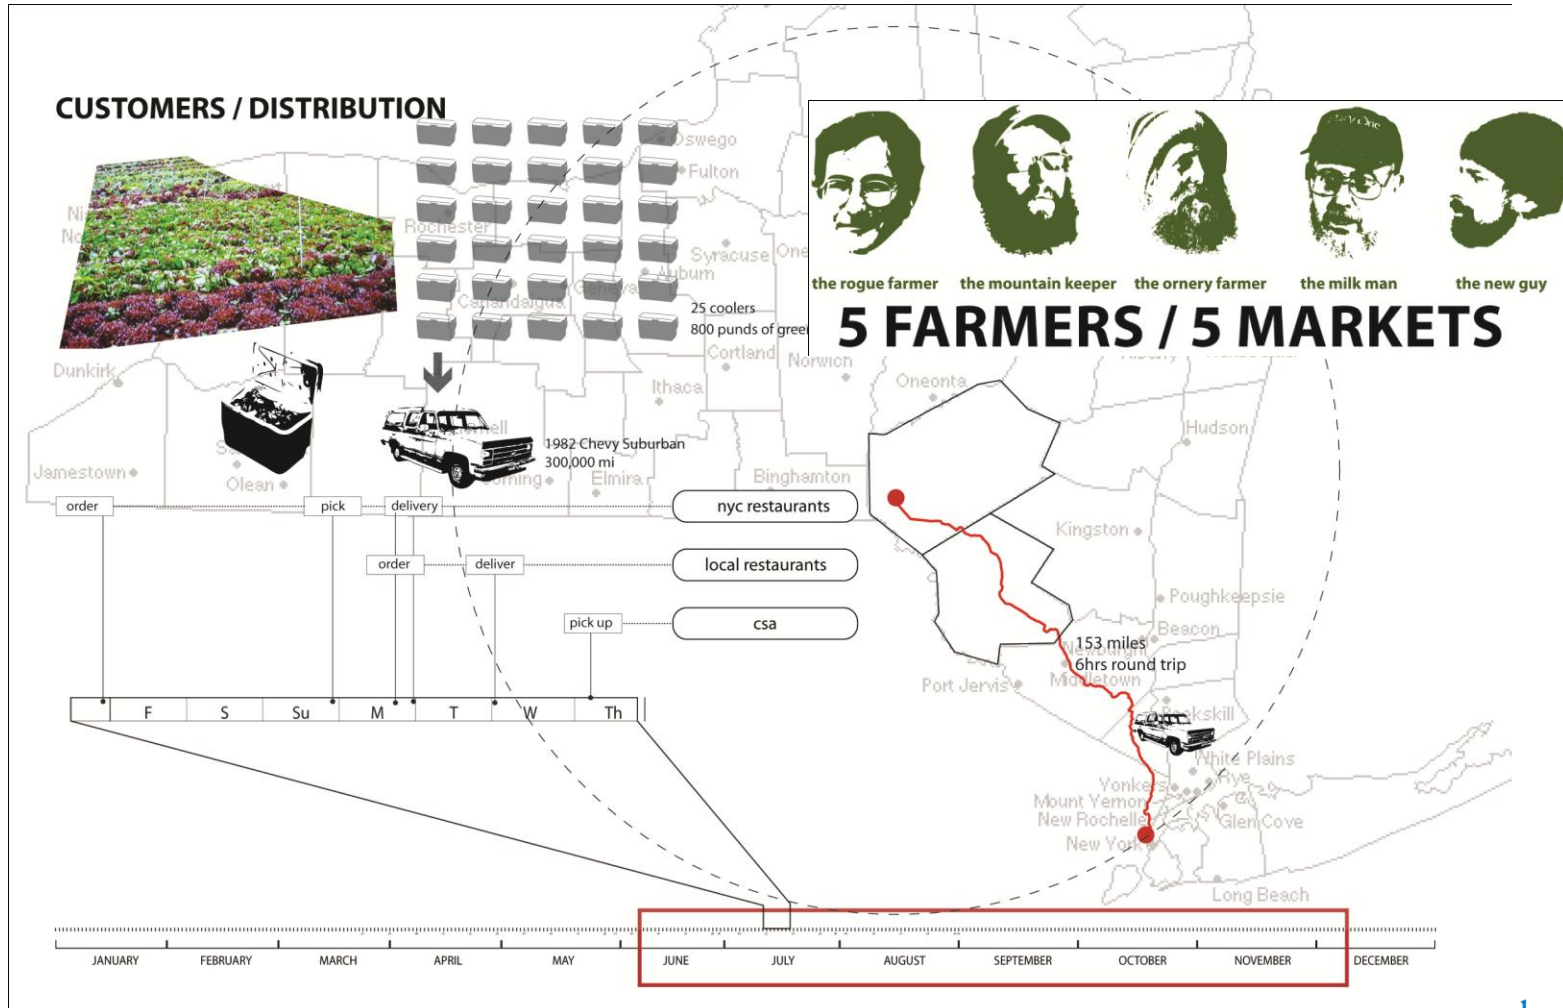 CUSTOMERS / DISTRIBUTION
the rogue farmer
the mountain keeper
the ornery farmer
the milk man
the new guy
5 FARMERS / 5 MARKETS
25 coolers
800 punds of
1982 Chevy Suburban
300,000 mi
order
pick
delivery
nyc restaurants
order
deliver
local restaurants
pick up
csa
F
S
Su
M
T
W
Th
153 miles
6hrs round trip
Oswego
Fulton
Rochester
Syracuse
Auburn
Canandaigua
Cortland
Norwich
Oneonta
Dunkirk
Ithaca
Hudson
Jamestown
Olean
Elmira
Binghamton
Kingston
Poughkeepsie
Beacon
Middletown
Port Jervis
White Plains
Yonkers
Rye
Mount Vernon
New Rochelle
Glen Cove
New York
Long Beach
JANUARY
FEBRUARY
MARCH
APRIL
MAY
JUNE
JULY
AUGUST
SEPTEMBER
OCTOBER
NOVEMBER
DECEMBER